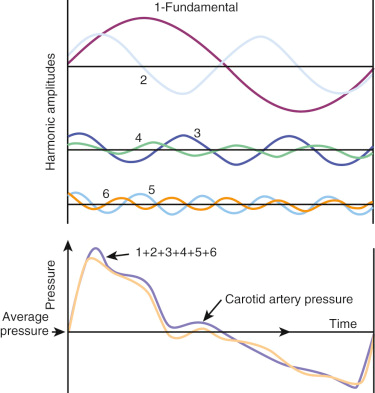 1-Fundamental
Harmonic amplitudes
2
4
3
6
5
Pressure
1+2+3+4+5+6
Carotid artery pressure
Average
pressure
Time